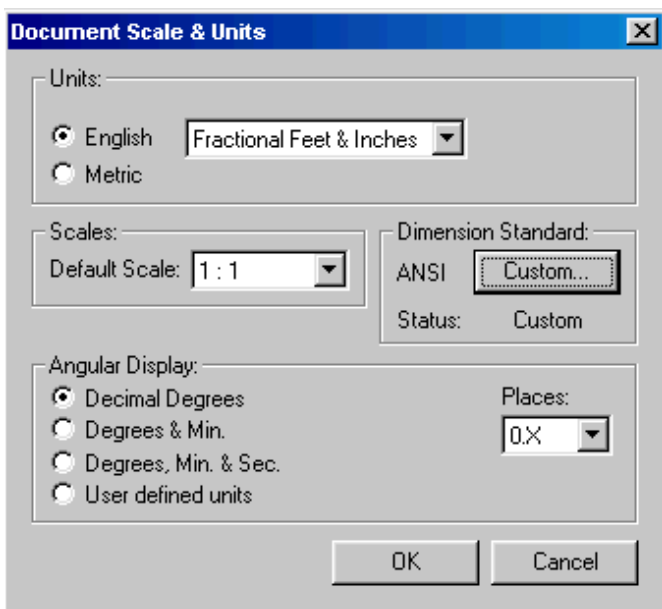 Document Scale & Units
Units:
English Fractional Feet & Inches
Metric
Scales:
Default Scale: 1 : 1
Dimension Standard:
ANSI Custom...
Status: Custom
Angular Display:
Decimal Degrees
Degrees & Min.
Degrees, Min. & Sec.
User defined units
Places:
0.X
OK Cancel